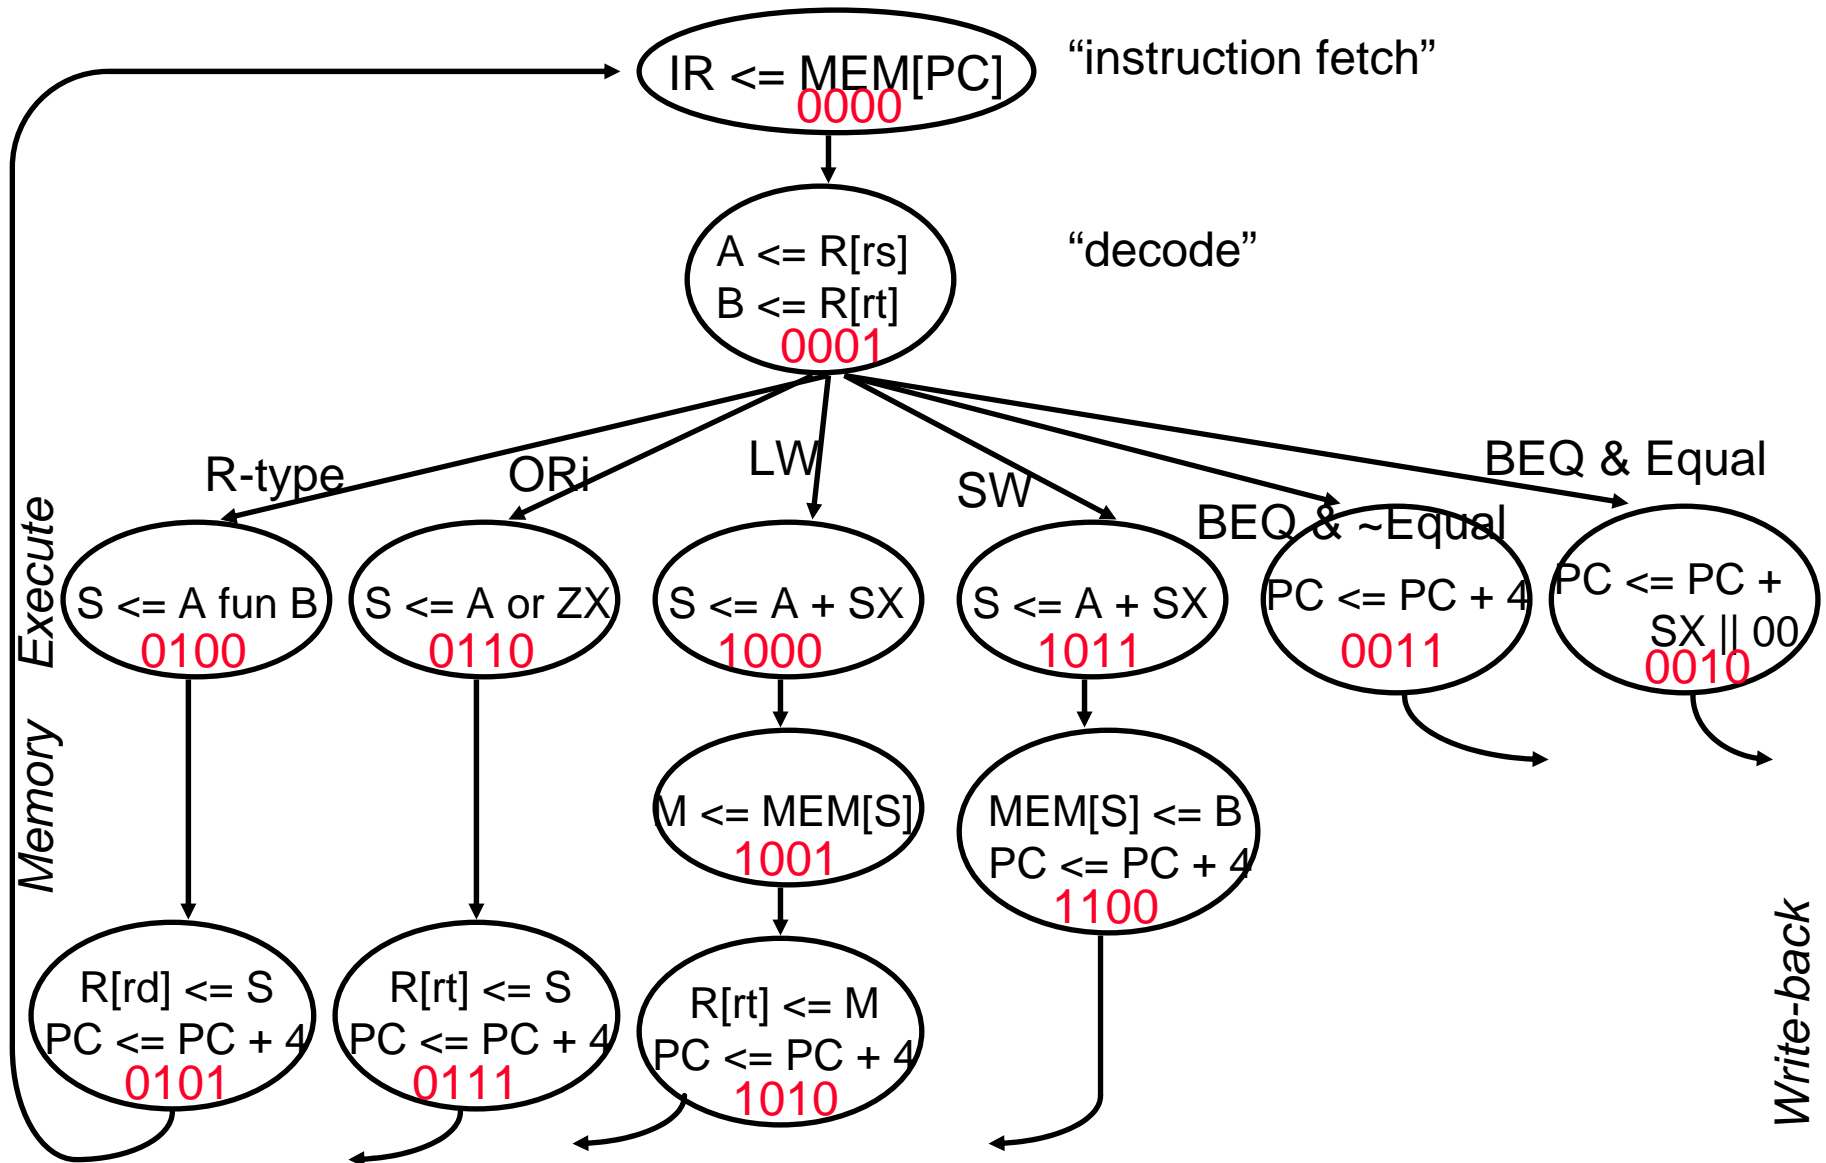 IR <= MEM[PC]
0000
“instruction fetch”
A <= R[rs]
B <= R[rt]
0001
“decode”
R-type
ORi
LW
SW
BEQ & ~Equal
BEQ & Equal
Execute
S <= A fun B
0100
S <= A or ZX
0110
S <= A + SX
1000
S <= A + SX
1011
PC <= PC + 4
0011
PC <= PC +
SX || 00
0010
Memory
M <= MEM[S]
1001
MEM[S] <= B
PC <= PC + 4
1100
R[rd] <= S
PC <= PC + 4
0101
R[rt] <= S
PC <= PC + 4
0111
R[rt] <= M
PC <= PC + 4
1010
Write-back